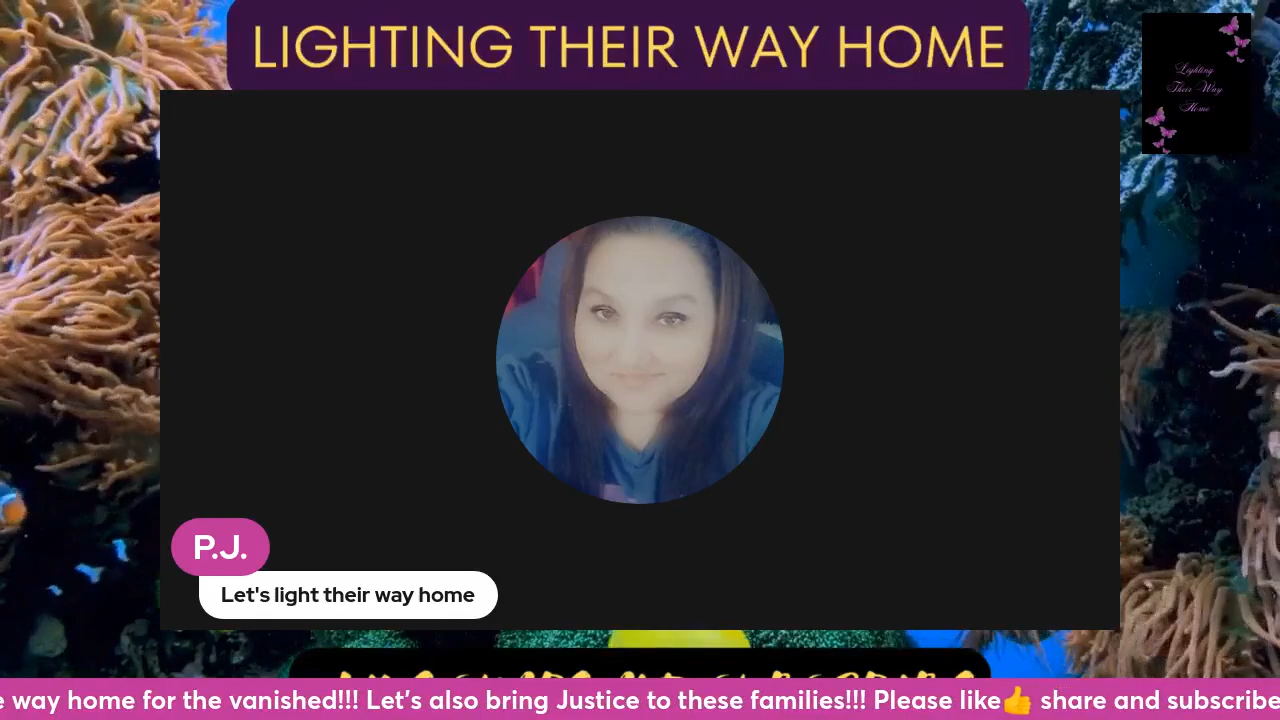 LIGHTING THEIR WAY HOME
Lighting
Their Way
Home
P.J.
Let's light their way home
way home for the vanished!!! Let's also bring Justice to these families!!! Please like👍 share and subscribe